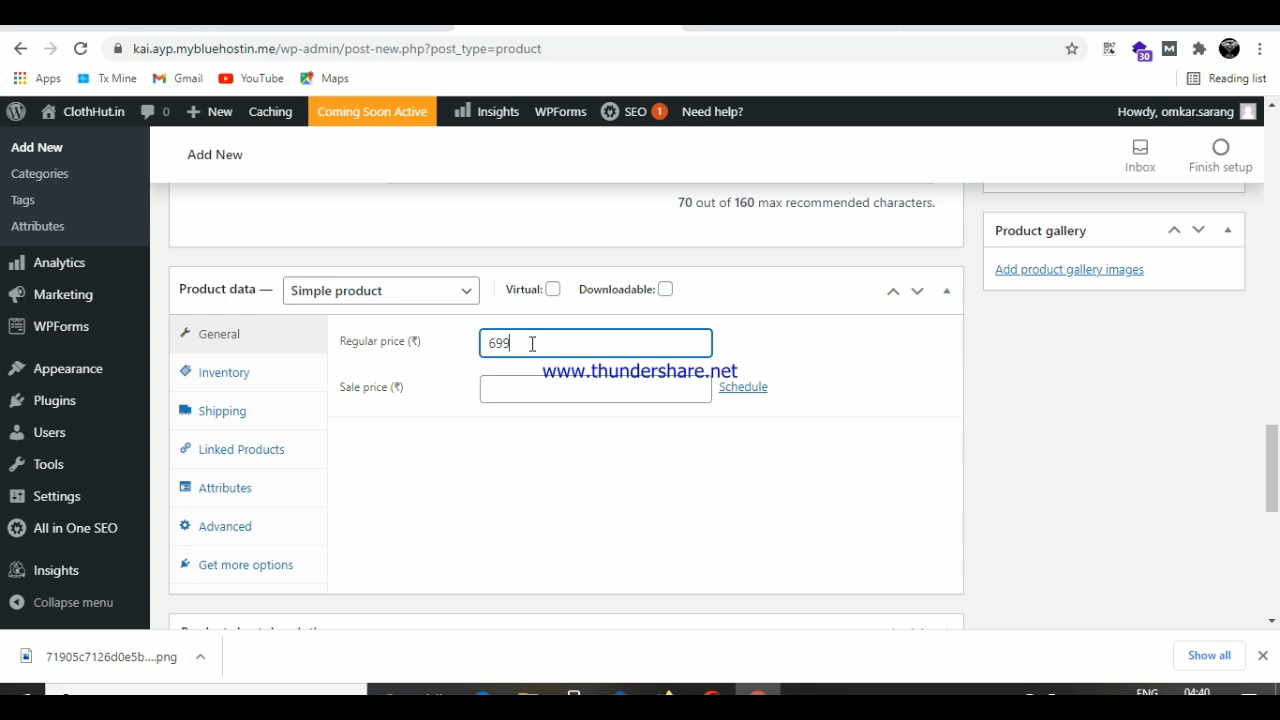 kai.ayp.mybluehostin.me/wp-admin/post-new.php?post_type=product
30
M
Apps
Tx Mine
Gmail
YouTube
Maps
Reading list
ClothHut.in
0
New
Caching
Coming Soon Active
Insights
WPForms
SEO 1
Need help?
Howdy, omkar.sarang
Add New
Categories
Tags
Attributes
Analytics
Marketing
WPForms
Appearance
Plugins
Users
Tools
Settings
All in One SEO
Insights
Collapse menu
Add New
Inbox
Finish setup
70 out of 160 max recommended characters.
Product gallery
Add product gallery images
Product data —
Simple product
Virtual:
Downloadable:
General
Inventory
Shipping
Linked Products
Attributes
Advanced
Get more options
Regular price (₹)
699
www.thundershare.net
Sale price (₹)
Schedule
71905c7126d0e5b....png
Show all
ENG
04:40